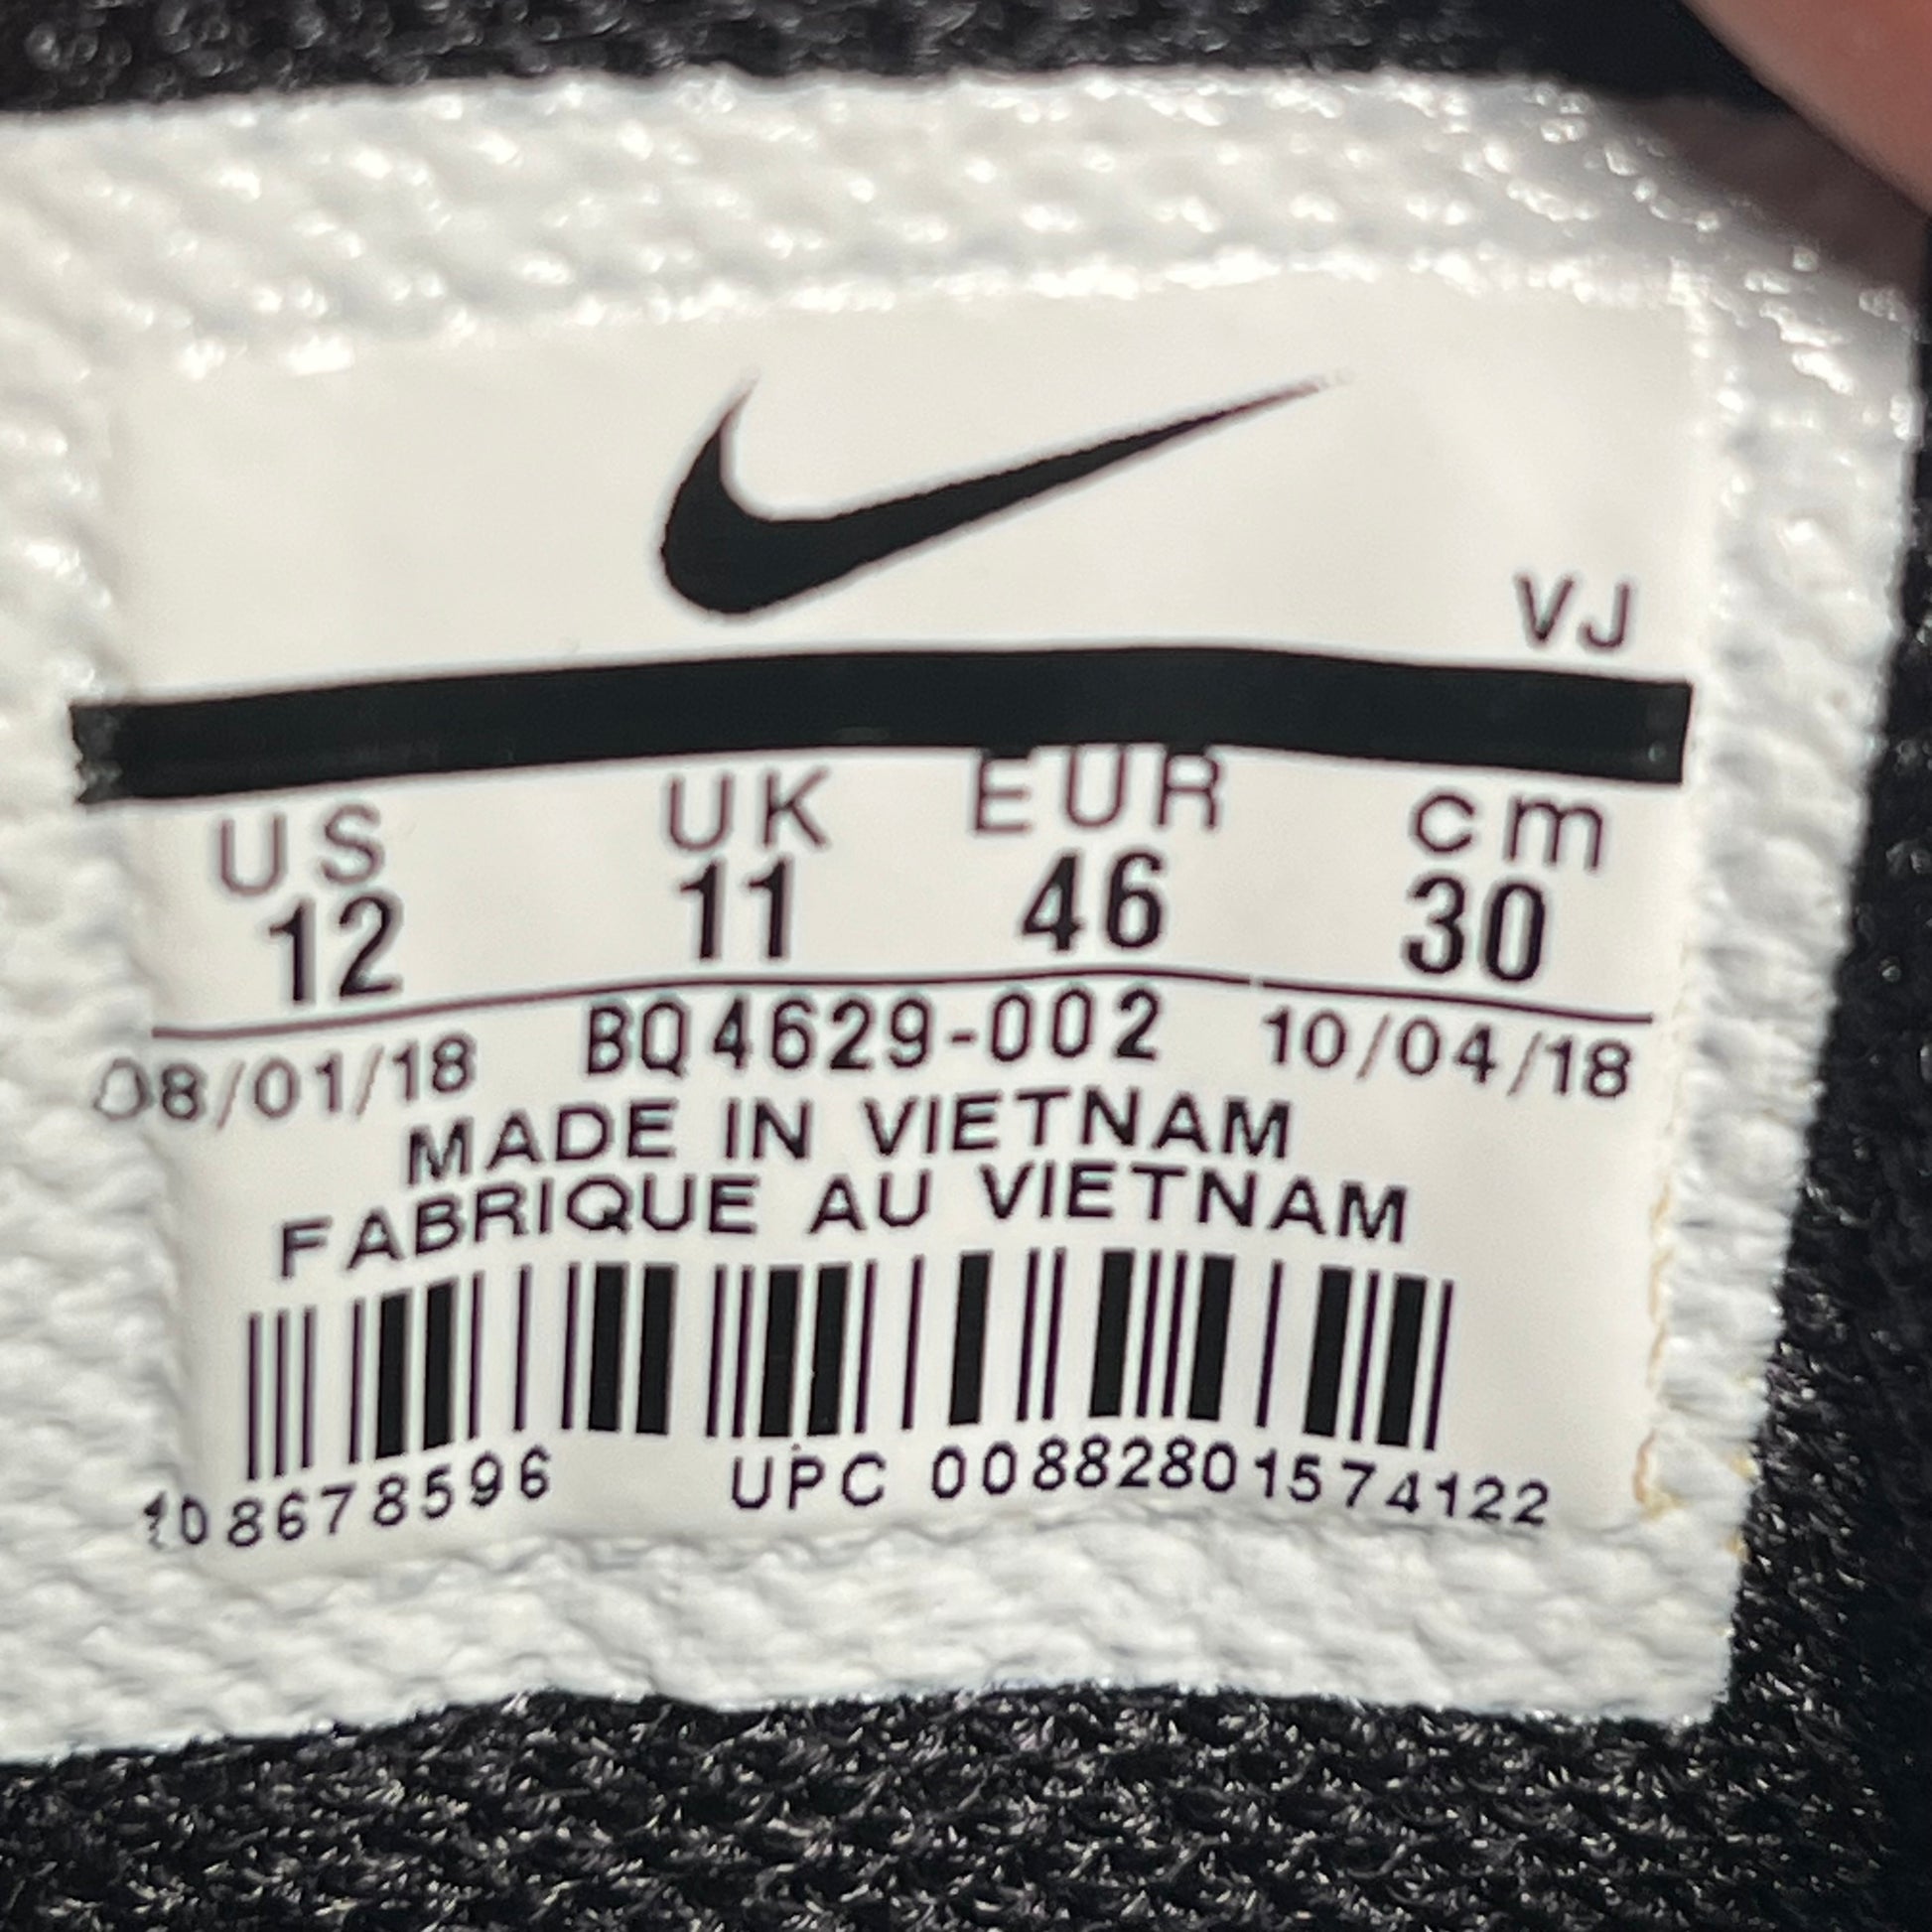 VJ
US UK EUR cm
12 11 46 30
08/01/18 BQ4629-002 10/04/18
MADE IN VIETNAM
FABRIQUE AU VIETNAM
108678596 UPC 00882801574122